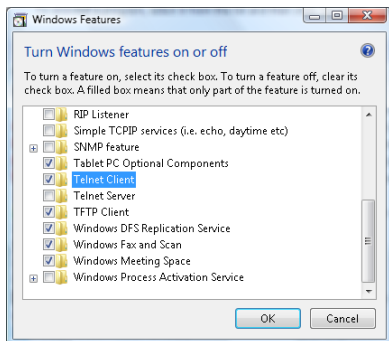 Windows Features
Turn Windows features on or off
To turn a feature on, select its check box. To turn a feature off, clear its
check box. A filled box means that only part of the feature is turned on.
RIP Listener
Simple TCPIP services (i.e. echo, daytime etc)
SNMP feature
Tablet PC Optional Components
Telnet Client
Telnet Server
TFTP Client
Windows DFS Replication Service
Windows Fax and Scan
Windows Meeting Space
Windows Process Activation Service
OK
Cancel